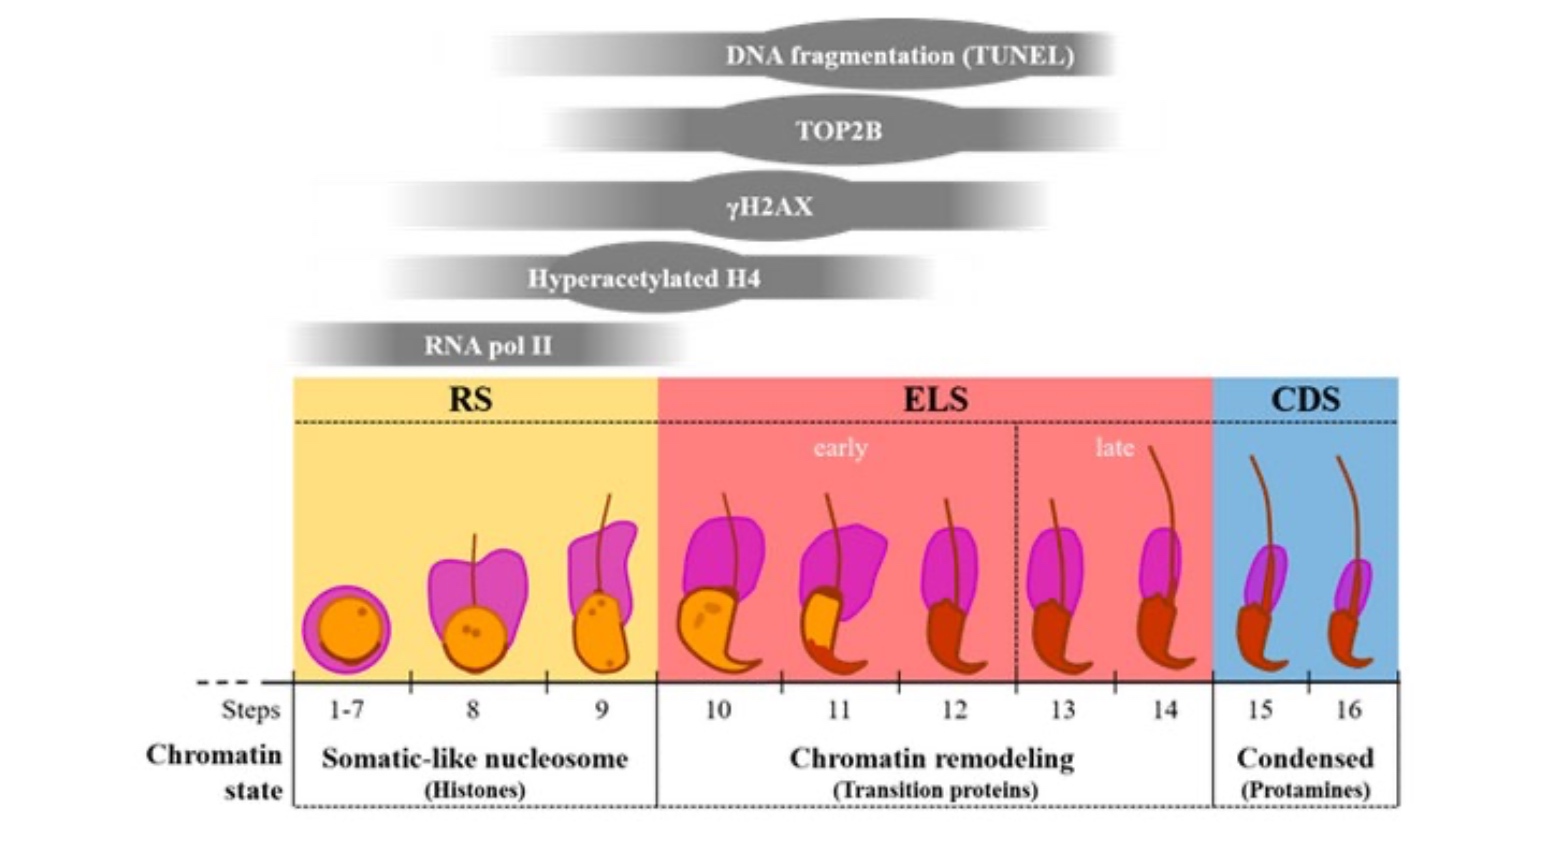 DNA fragmentation (TUNEL)
TOP2B
γH2AX
Hyperacetylated H4
RNA pol II
RS ELS CDS
early late
Steps 1-7 8 9 10 11 12 13 14 15 16
Chromatin state
Somatic-like nucleosome
(Histones)
Chromatin remodeling
(Transition proteins)
Condensed
(Protamines)